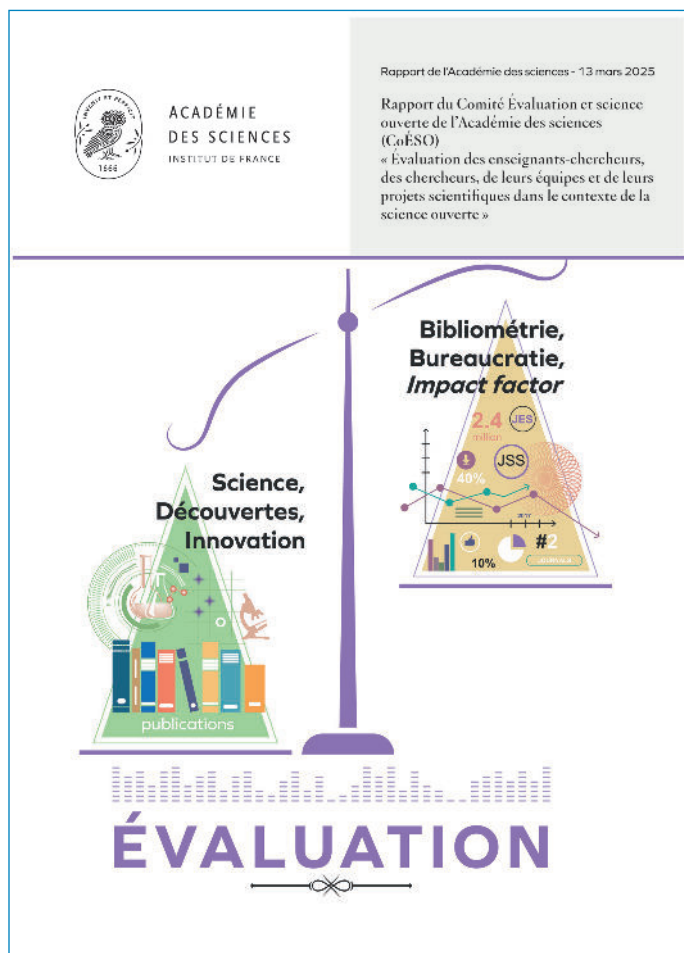 INVENIT ET PERFICIT
1666
ACADÉMIE
DES SCIENCES
INSTITUT DE FRANCE
Rapport de l'Académie des sciences - 13 mars 2025
Rapport du Comité Évaluation et science
ouverte de l'Académie des sciences
(CoÉSO)
« Évaluation des enseignants-chercheurs,
des chercheurs, de leurs équipes et de leurs
projets scientifiques dans le contexte de la
science ouverte »
Bibliométrie,
Bureaucratie,
Impact factor
2.4
million
JES
JSS
40%
#2
10%
Science,
Découvertes,
Innovation
publications
ÉVALUATION